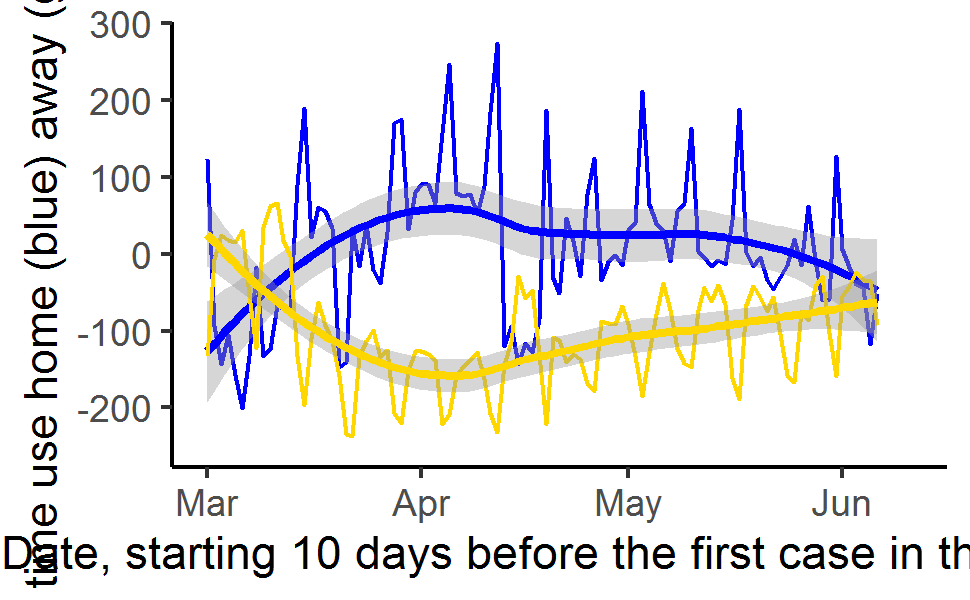 time use home (blue) away (
300
200
100
0
-100
-200
Mar Apr May Jun
Date, starting 10 days before the first case in th